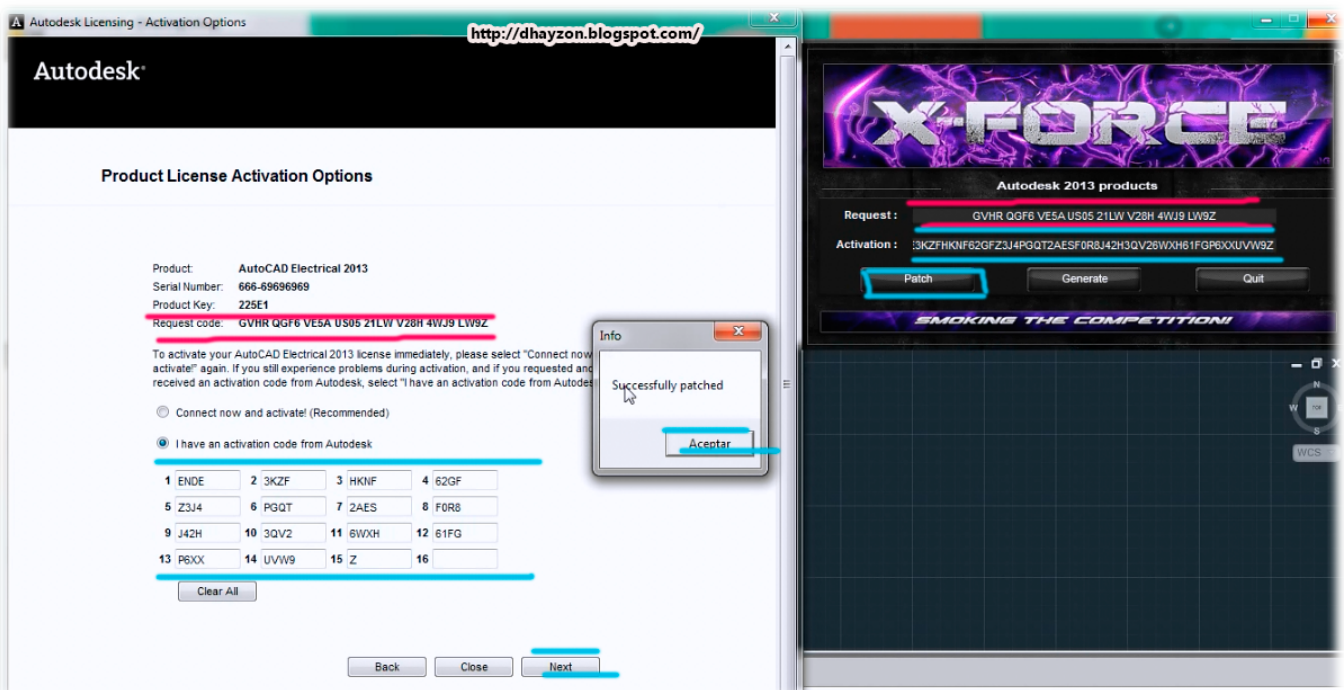 Autodesk Licensing - Activation Options
http://dhayzon.blogspot.com/
Autodesk
Product License Activation Options
Product: AutoCAD Electrical 2013
Serial Number: 666-69696969
Product Key: 225E1
Request code: GVHR QGF6 VE5A US05 21LW V28H 4WJ9 LW9Z
To activate your AutoCAD Electrical 2013 license immediately, please select "Connect now
activate!" again. If you still experience problems during activation, and if you requested and
received an activation code from Autodesk, select "I have an activation code from Autodes
Connect now and activate! (Recommended)
I have an activation code from Autodesk
1 ENDE 2 3KZF 3 HKNF 4 62GF
5 Z3J4 6 PGQT 7 2AES 8 F0R8
9 J42H 10 3QV2 11 6WXH 12 61FG
13 P6XX 14 UVW9 15 Z 16
Clear All
Back Close Next
Info
Successfully patched
Aceptar
X-FORCE
Autodesk 2013 products
Request : GVHR QGF6 VE5A US05 21LW V28H 4WJ9 LW9Z
Activation : 3KZFHKNF62GFZ3J4PGQT2AESF0R8J42H3QV26WXH61FGP6XXUVW9Z
Patch Generate Quit
SMOKING THE COMPETITION!
N
W TOP
S
WCS